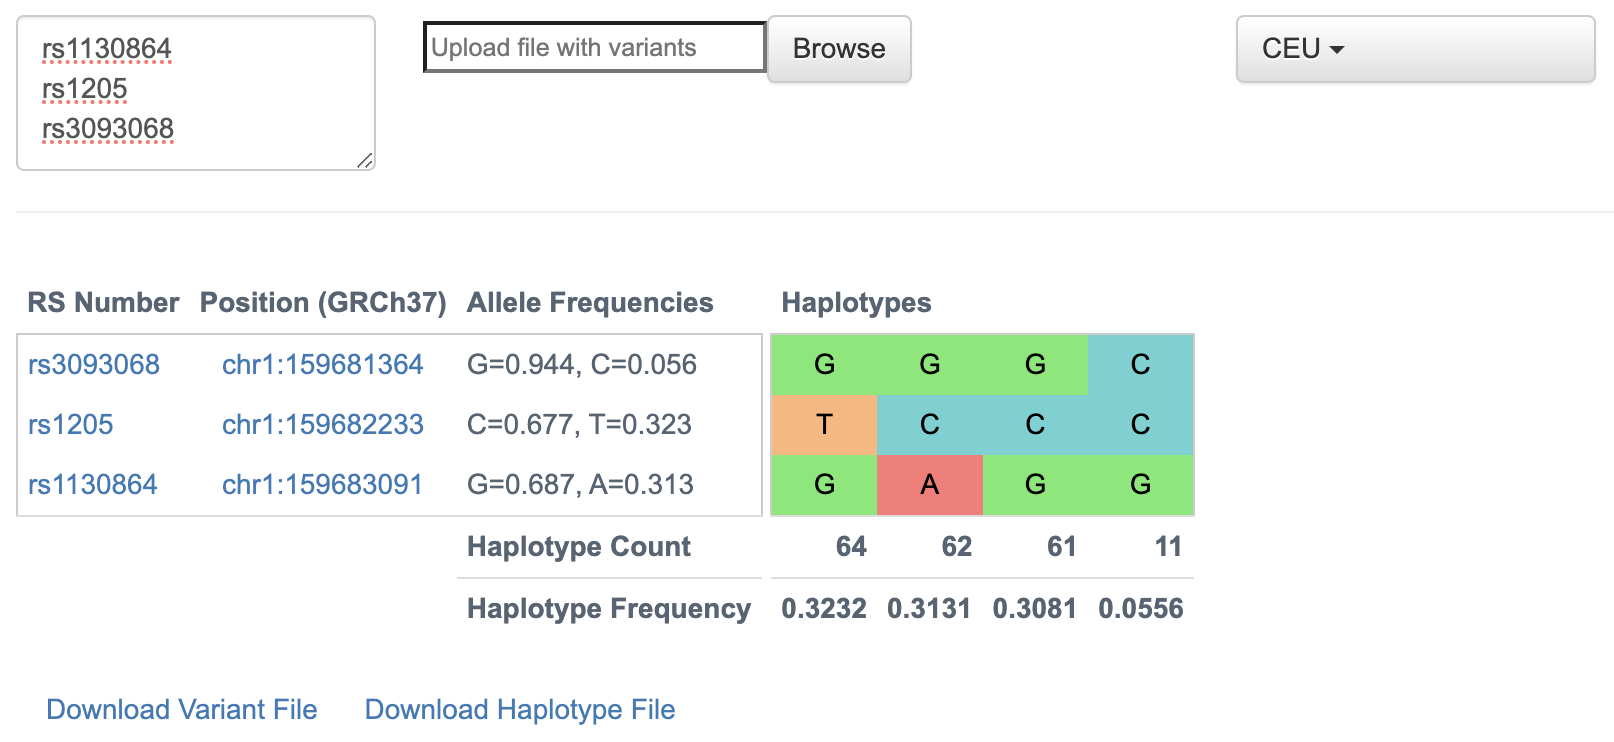 rs1130864
rs1205
rs3093068
Upload file with variants
Browse
CEU
RS Number Position (GRCh37) Allele Frequencies Haplotypes
rs3093068 chr1:159681364 G=0.944, C=0.056 G G G C
rs1205 chr1:159682233 C=0.677, T=0.323 T C C C
rs1130864 chr1:159683091 G=0.687, A=0.313 G A G G
Haplotype Count 64 62 61 11
Haplotype Frequency 0.3232 0.3131 0.3081 0.0556
Download Variant File Download Haplotype File